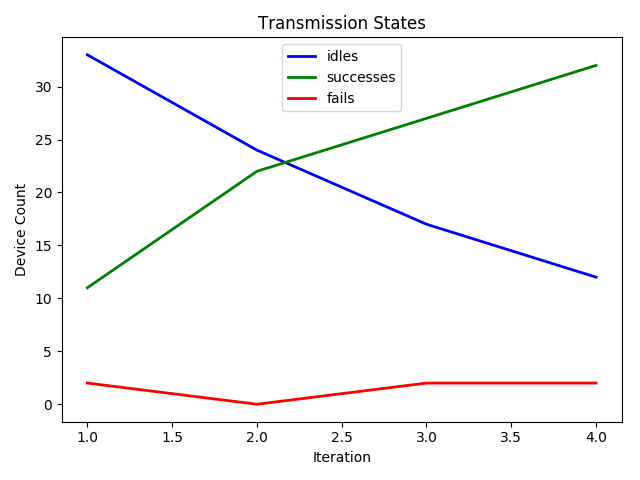 Transmission States
idles
successes
fails
Device Count
30
25
20
15
10
5
0
1.0 1.5 2.0 2.5 3.0 3.5 4.0
Iteration